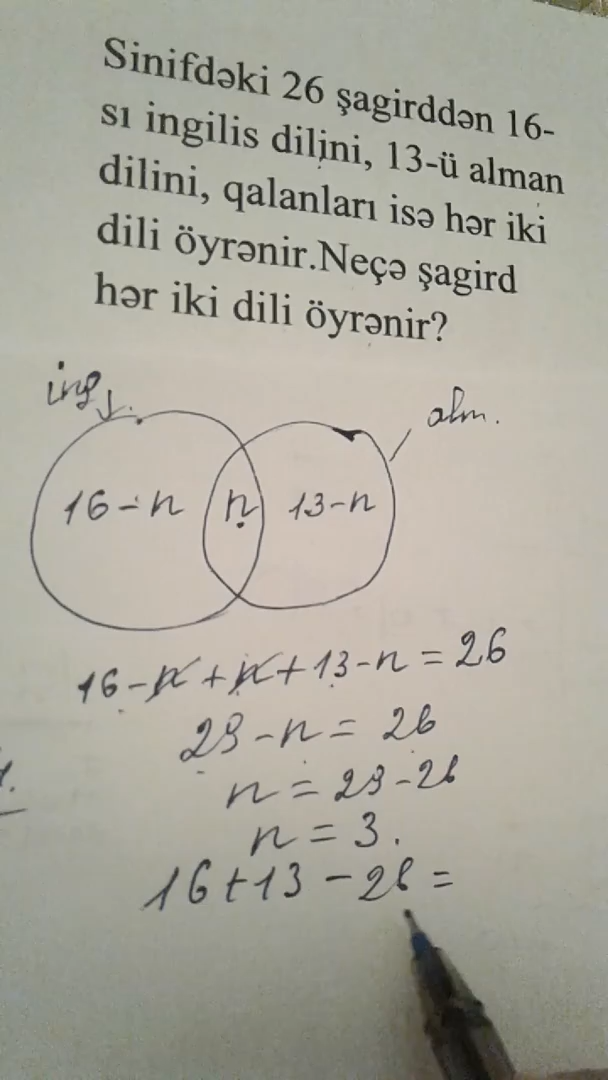 Sinifdəki 26 şagirddən 16-
sı ingilis dilini, 13-ü alman
dilini, qalanları isə hər iki
dili öyrənir.Neçə şagird
hər iki dili öyrənir?
ing
alm.
16-n n 13-n
16-n+n+13-n=26
29-n=26
n=29-26
n=3.
16+13-26=